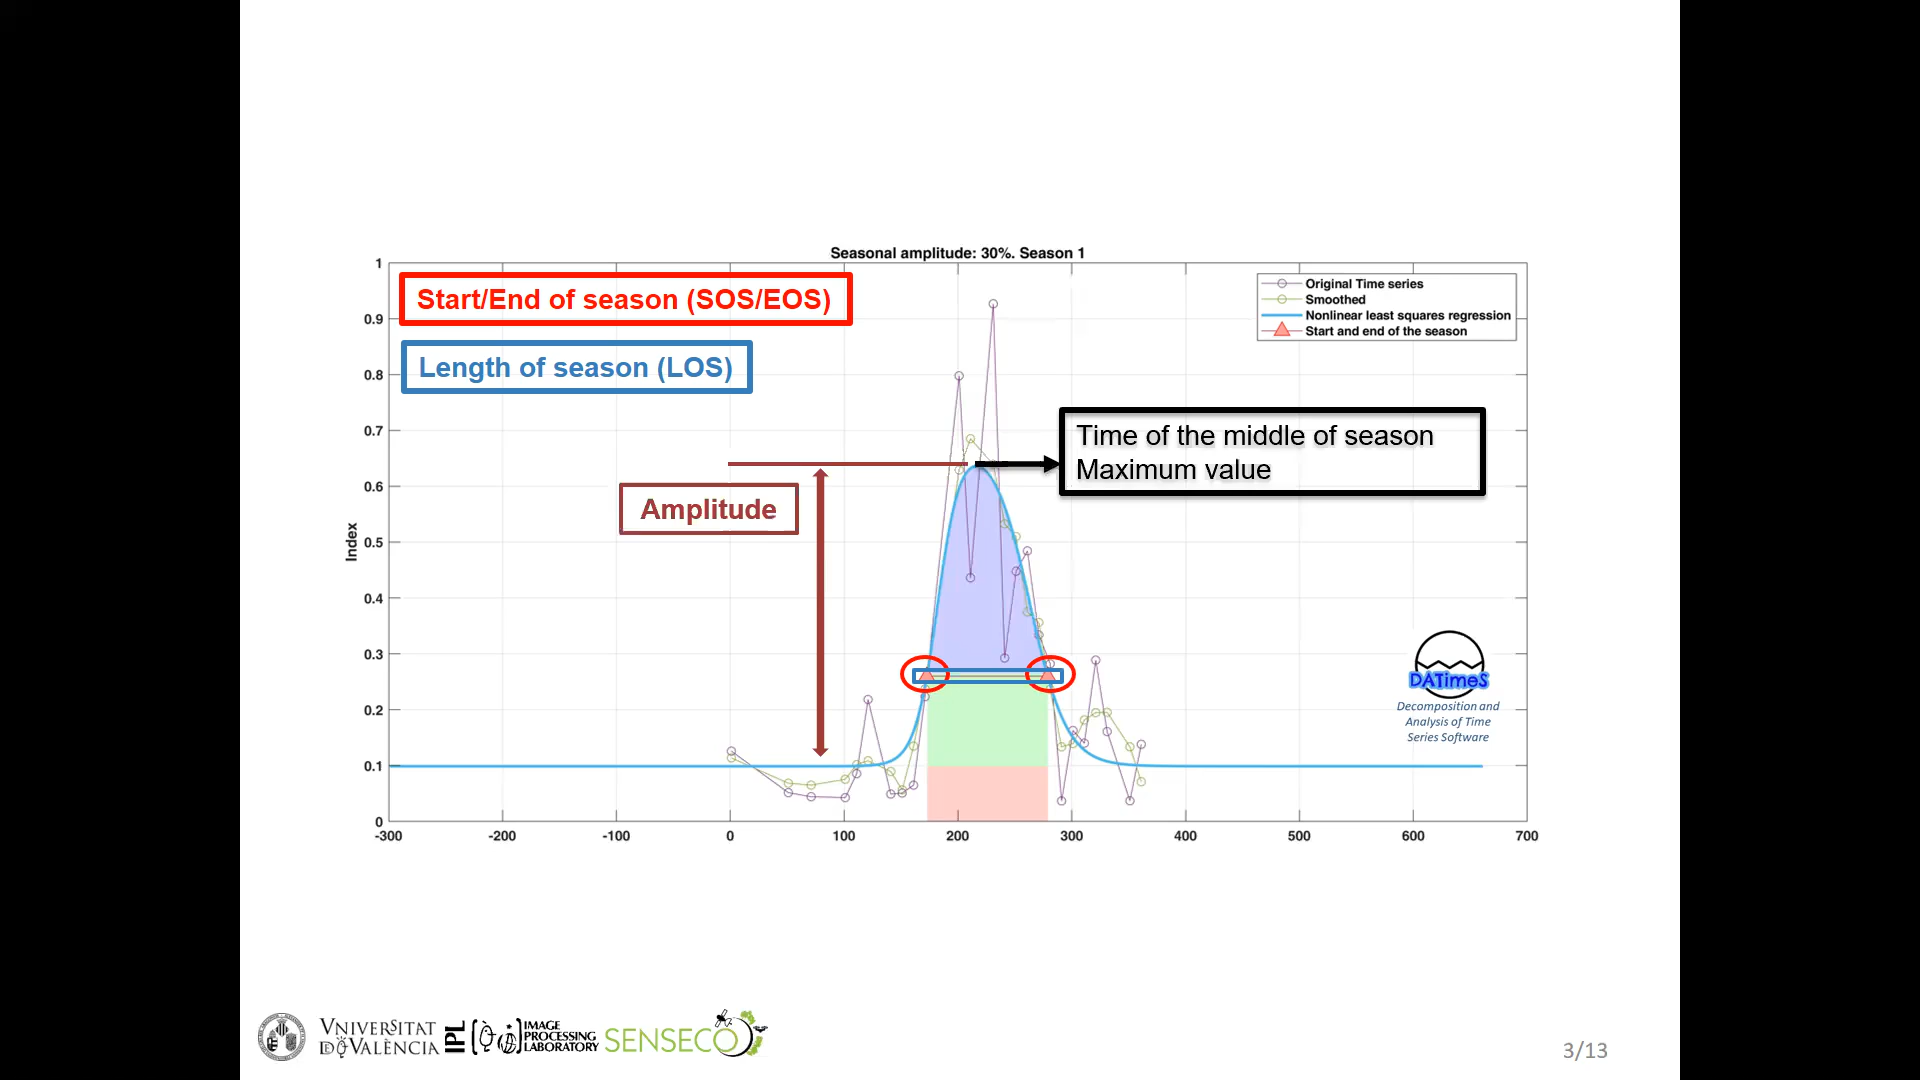 Seasonal amplitude: 30%. Season 1
Start/End of season (SOS/EOS)
Length of season (LOS)
Original Time series
Smoothed
Nonlinear least squares regression
Start and end of the season
Time of the middle of season
Maximum value
Amplitude
Index
1
0.9
0.8
0.7
0.6
0.5
0.4
0.3
0.2
0.1
0
-300 -200 -100 0 100 200 300 400 500 600 700
DATimeS
Decomposition and
Analysis of Time
Series Software
VNIVERSITAT
DE VALÈNCIA
IPL
IMAGE
PROCESSING
LABORATORY
SENSECO
3/13